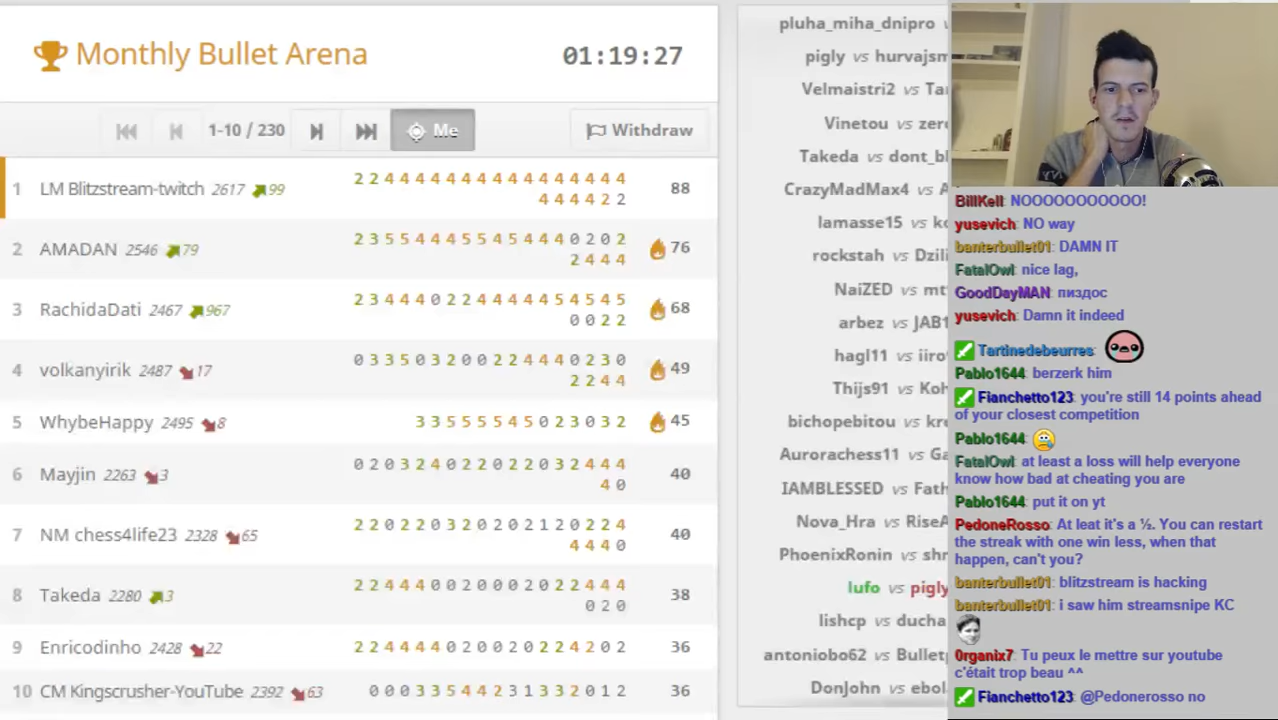 Monthly Bullet Arena
01:19:27
1-10 / 230
Me
Withdraw
1 LM Blitzstream-twitch 2617 99 2 2 4 4 4 4 4 4 4 4 4 4 4 4 4 4 4 4 88
4 4 4 4 2 2
2 AMADAN 2546 79 2 3 5 5 4 4 4 5 5 4 5 4 4 4 0 2 0 2 76
2 4 4 4
3 RachidaDati 2467 967 2 3 4 4 4 0 2 2 4 4 4 4 4 5 4 5 4 5 68
0 0 2 2
4 volkanyirik 2487 17 0 3 3 5 0 3 2 0 0 2 2 4 4 4 0 2 3 0 49
2 2 4 4
5 WhybeHappy 2495 8 3 3 5 5 5 5 4 5 0 2 3 0 3 2 45
6 Mayjin 2263 3 0 2 0 3 2 4 0 2 2 0 2 2 0 3 2 4 4 4 40
4 0
7 NM chess4life23 2328 65 2 2 0 2 2 0 3 2 0 2 0 2 1 2 0 2 2 4 40
4 4 4 0
8 Takeda 2280 3 2 2 4 4 4 0 0 2 0 0 0 2 0 2 2 4 4 4 38
0 2 0
9 Enricodinho 2428 22 2 2 4 4 4 4 0 2 0 0 2 0 2 2 4 2 0 2 36
10 CM Kingscrusher-YouTube 2392 63 0 0 0 3 3 5 4 4 2 3 1 3 3 2 0 1 2 36
pluha_miha_dnipro
pigly vs hurvajsm
Velmaistri2 vs Tar
Vinetou vs zero
Takeda vs dont_bl
CrazyMadMax4 vs A
lamasse15 vs ko
rockstah vs Dzili
NaiZED vs mt
arbez vs JAB1
hagl11 vs iiro
Thijs91 vs Koh
bichopebitou vs kre
Aurorachess11 vs Ga
IAMBLESSED vs Fath
Nova_Hra vs RiseA
PhoenixRonin vs shr
lufo vs pigly
lishcp vs ducha
antoniobo62 vs Bulletp
DonJohn vs ebol
BillKell: NOOOOOOOOOOO!
yusevich: NO way
banterbullet01: DAMN IT
FatalOwl: nice lag,
GoodDayMAN: пиздос
yusevich: Damn it indeed
Tartinedebeurres:
Pablo1644: berzerk him
Fianchetto123: you're still 14 points ahead
of your closest competition
Pablo1644:
FatalOwl: at least a loss will help everyone
know how bad at cheating you are
Pablo1644: put it on yt
PedoneRosso: At leat it's a ½. You can restart
the streak with one win less, when that
happen, can't you?
banterbullet01: blitzstream is hacking
banterbullet01: i saw him streamsnipe KC
0rganix7: Tu peux le mettre sur youtube
c'était trop beau ^^
Fianchetto123: @Pedonerosso no